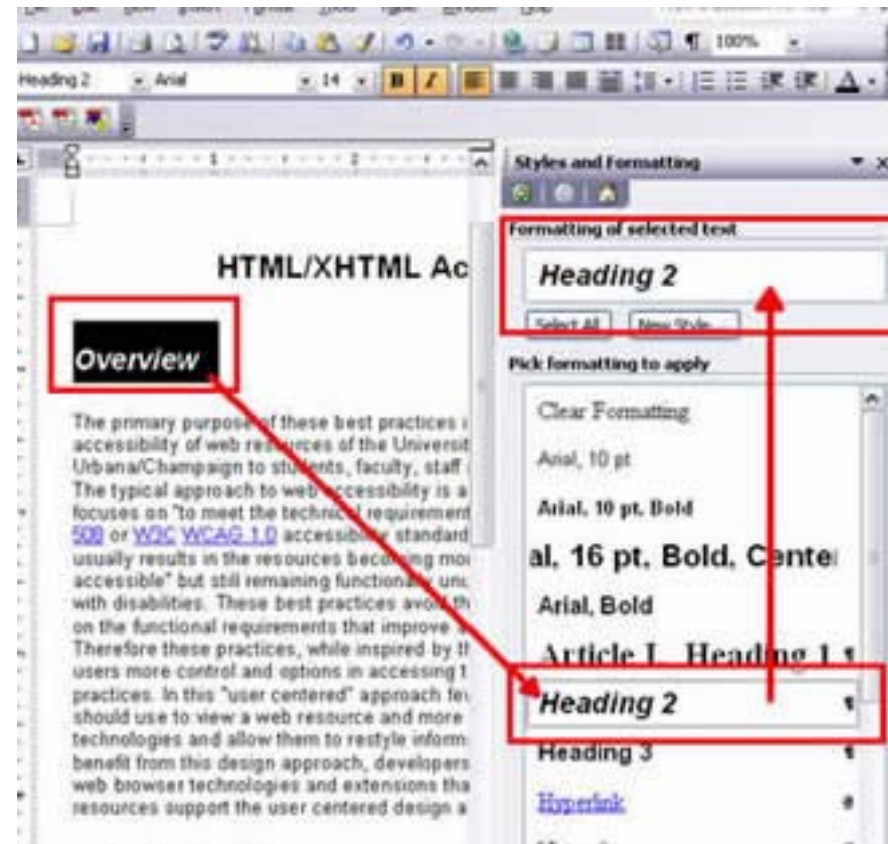 100%
Heading 2 Arial 14 B I A
1 2
HTML/XHTML Ac
Overview
The primary purpose of these best practices i
accessibility of web resources of the Universit
Urbana/Champaign to students, faculty, staff
The typical approach to web accessibility is a
focuses on "to meet the technical requirement
508 or W3C WCAG 1.0 accessibility standard
usually results in the resources becoming mo
accessible" but still remaining functionally unu
with disabilities. These best practices avoid th
on the functional requirements that improve
Therefore these practices, while inspired by th
users more control and options in accessing t
practices. In this "user centered" approach fe
should use to view a web resource and more
technologies and allow them to restyle inform
benefit from this design approach, developers
web browser technologies and extensions tha
resources support the user centered design a
Styles and Formatting
Formatting of selected text
Heading 2
Select All New Style...
Pick formatting to apply
Clear Formatting
Arial, 10 pt
Arial, 10 pt, Bold
al, 16 pt, Bold, Center
Arial, Bold
Article I. Heading 1 ¶
Heading 2 ¶
Heading 3 ¶
Hyperlink a